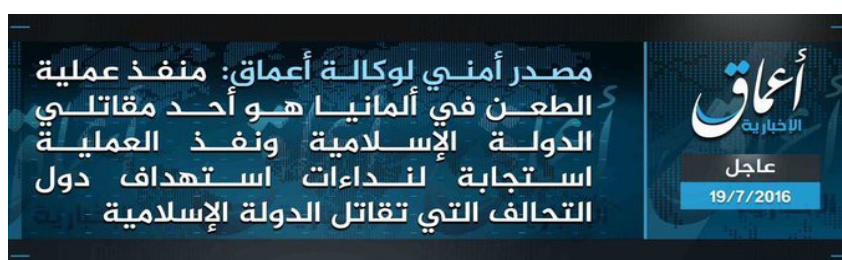 مصدر أمني لوكالة أعماق: منفذ عملية
الطعن في ألمانيا هو أحد مقاتلي
الدولة الإسلامية ونفذ العملية
استجابة لنداءات استهداف دول
التحالف التي تقاتل الدولة الإسلامية
أعماق
الإخبارية
عاجل
19/7/2016